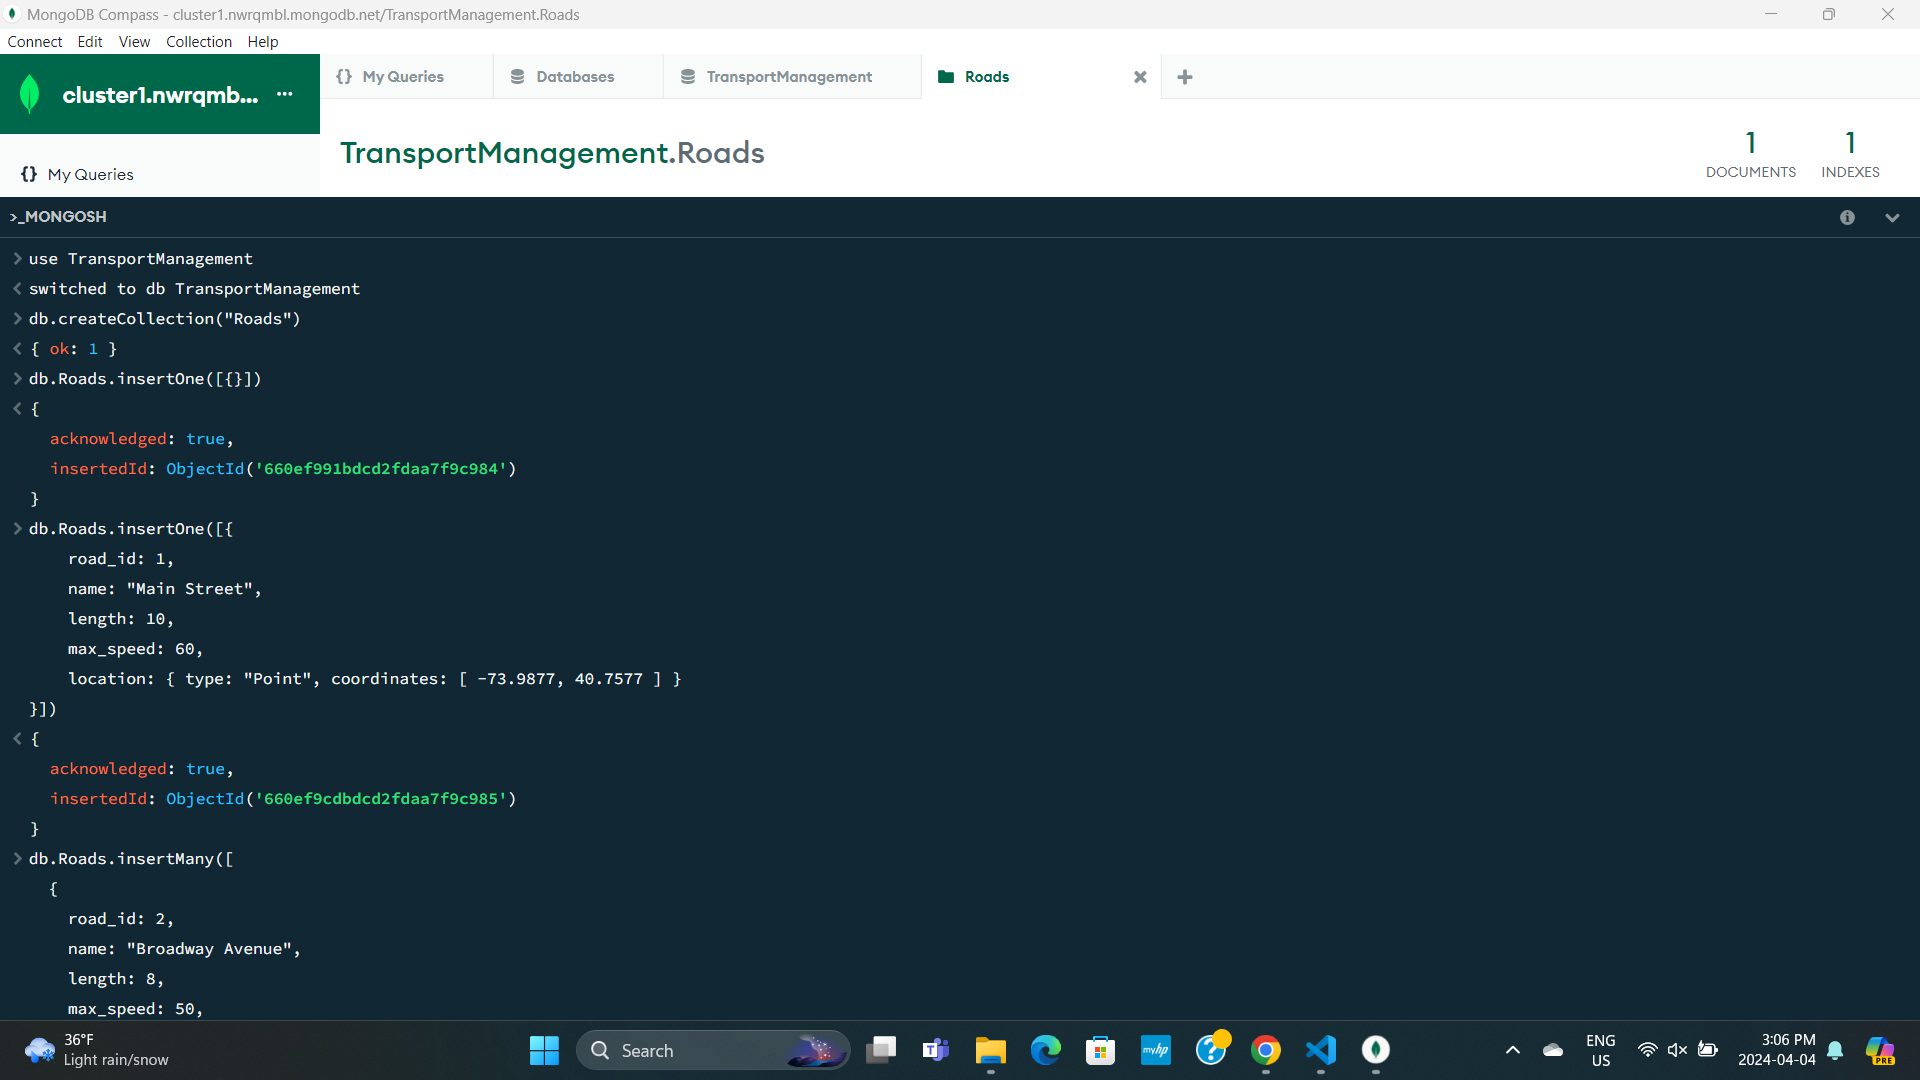 MongoDB Compass - cluster1.nwrqmbl.mongodb.net/TransportManagement.Roads
Connect Edit View Collection Help
cluster1.nwrqmb... ...
{} My Queries
Databases
TransportManagement
Roads
TransportManagement.Roads
1 DOCUMENTS
1 INDEXES
{} My Queries
>_MONGOSH
> use TransportManagement
< switched to db TransportManagement
> db.createCollection("Roads")
< { ok: 1 }
> db.Roads.insertOne([{}])
< {
acknowledged: true,
insertedId: ObjectId('660ef991bdcd2fdaa7f9c984')
}
> db.Roads.insertOne([{
road_id: 1,
name: "Main Street",
length: 10,
max_speed: 60,
location: { type: "Point", coordinates: [ -73.9877, 40.7577 ] }
}])
< {
acknowledged: true,
insertedId: ObjectId('660ef9cdbdcd2fdaa7f9c985')
}
> db.Roads.insertMany([
{
road_id: 2,
name: "Broadway Avenue",
length: 8,
max_speed: 50,
36°F
Light rain/snow
Search
myhp
ENG
US
3:06 PM
2024-04-04
PRE